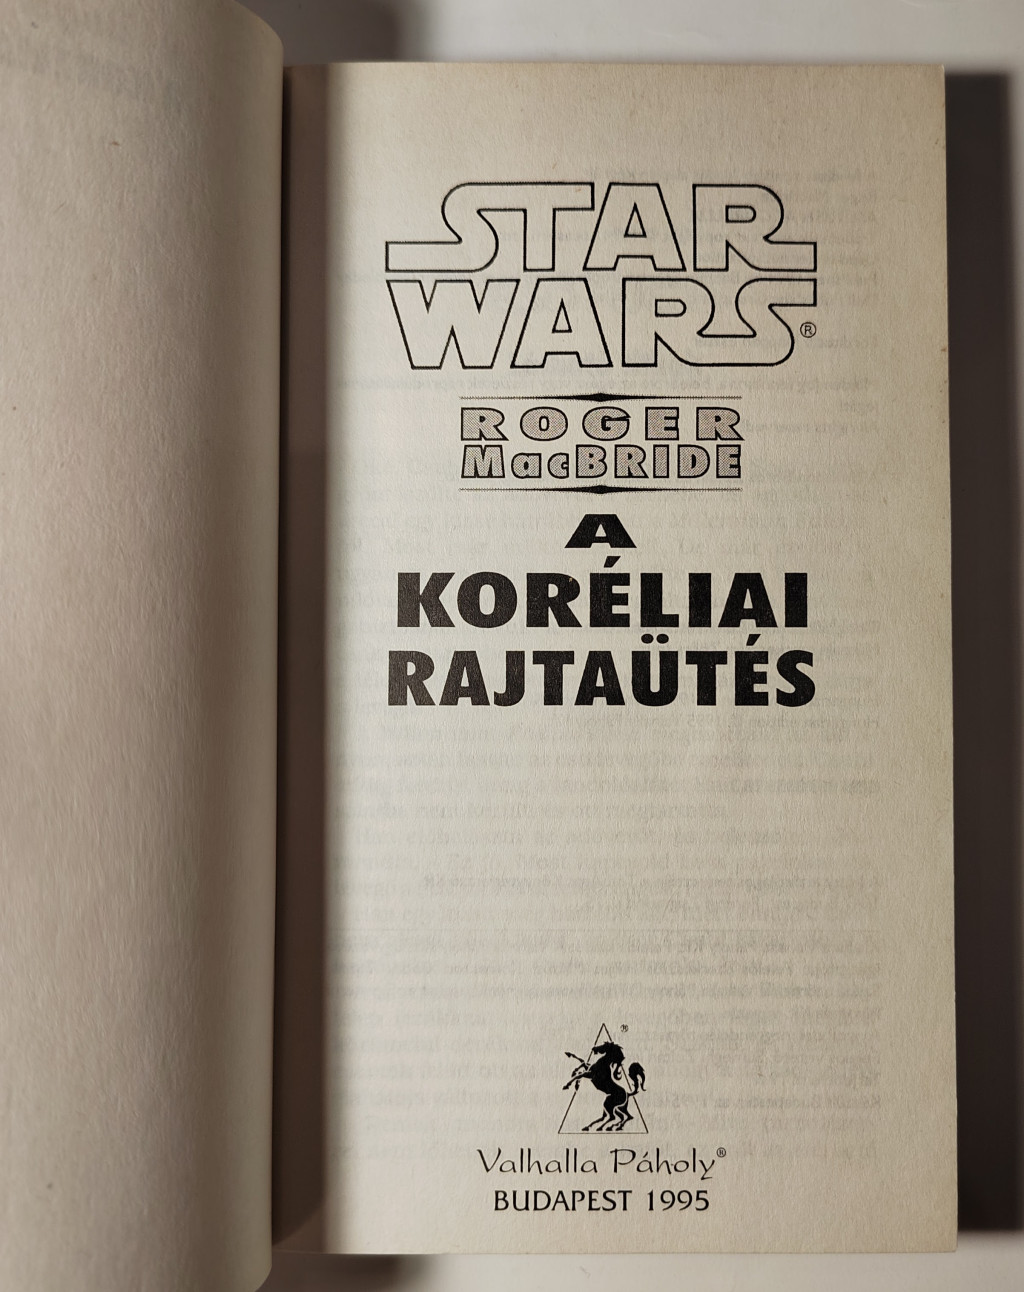 STAR
WARS®
ROGER
MacBRIDE
A
KORÉLIAI
RAJTAÜTÉS
®
Valhalla Páholy®
BUDAPEST 1995